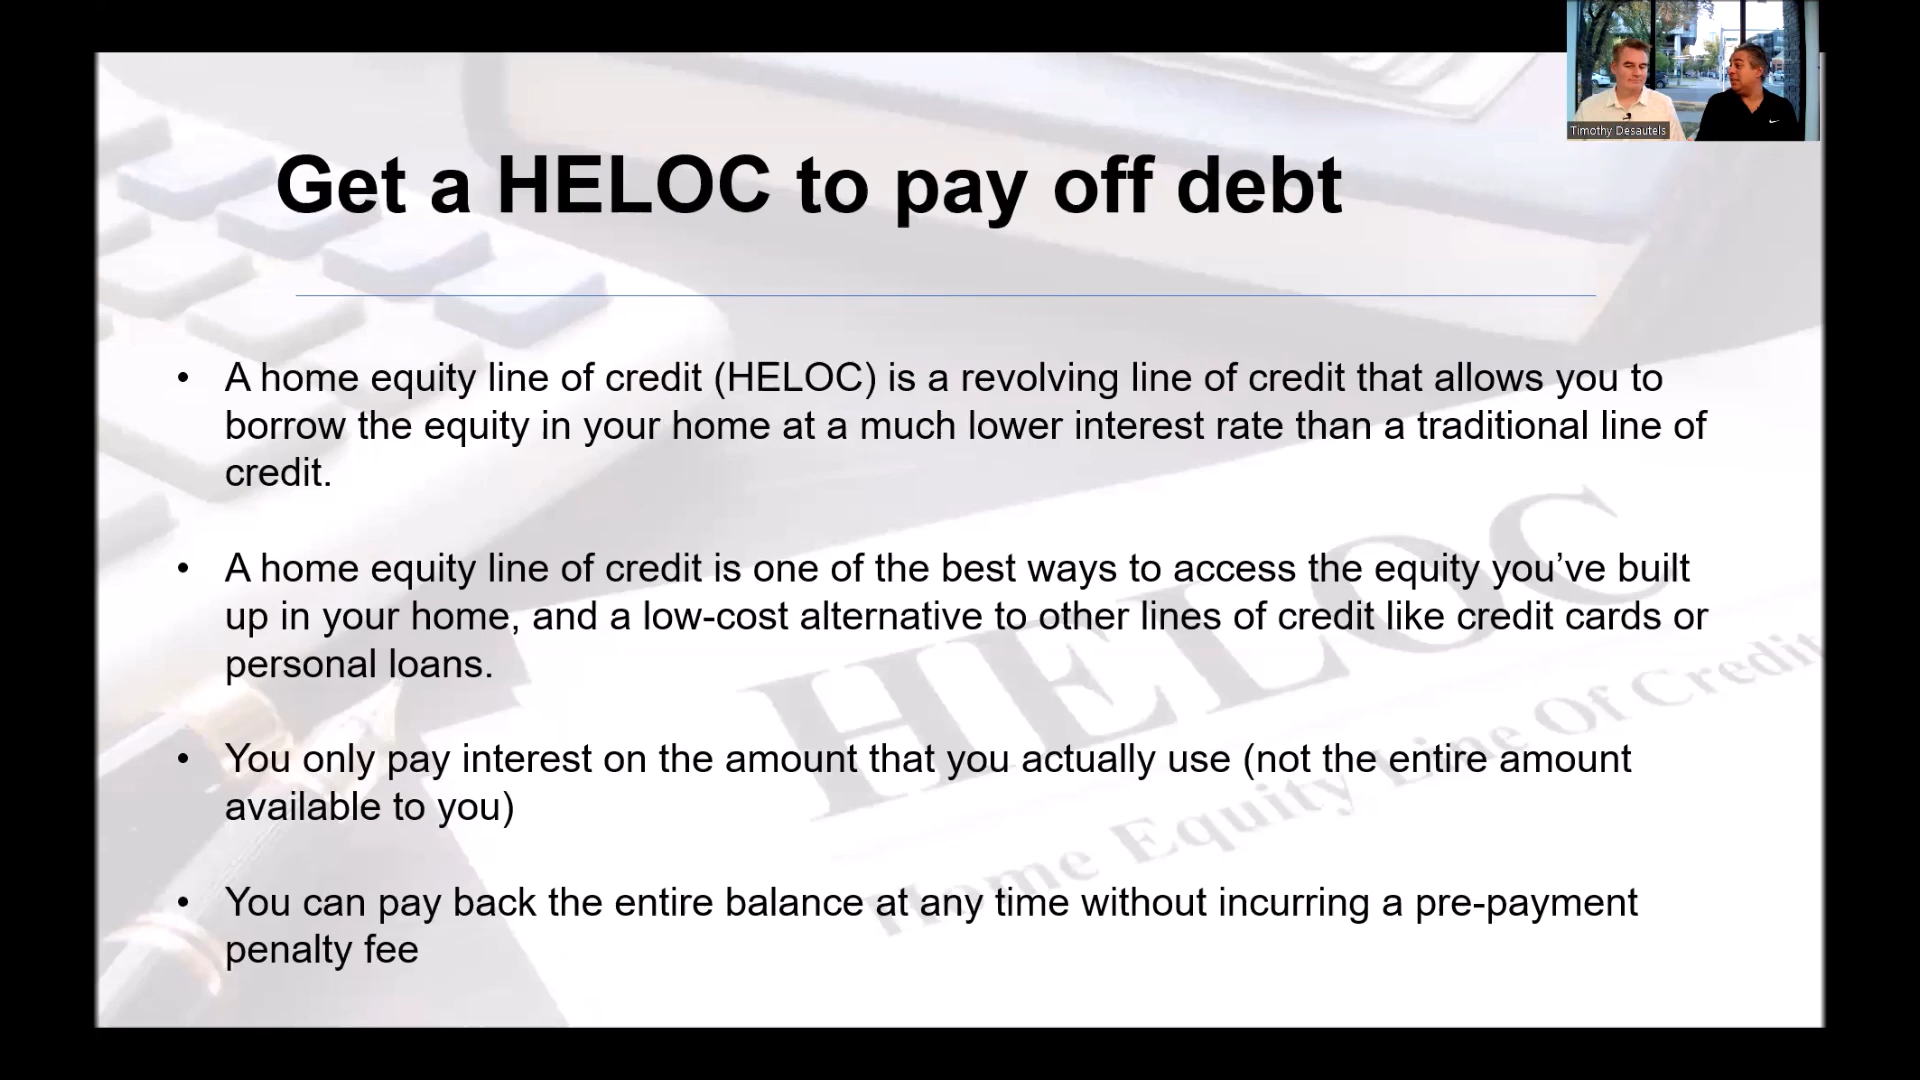 Timothy Desautels
Get a HELOC to pay off debt
• A home equity line of credit (HELOC) is a revolving line of credit that allows you to
borrow the equity in your home at a much lower interest rate than a traditional line of
credit.
• A home equity line of credit is one of the best ways to access the equity you’ve built
up in your home, and a low-cost alternative to other lines of credit like credit cards or
personal loans.
• You only pay interest on the amount that you actually use (not the entire amount
available to you)
• You can pay back the entire balance at any time without incurring a pre-payment
penalty fee
HELOC
Home Equity Line Of Credit